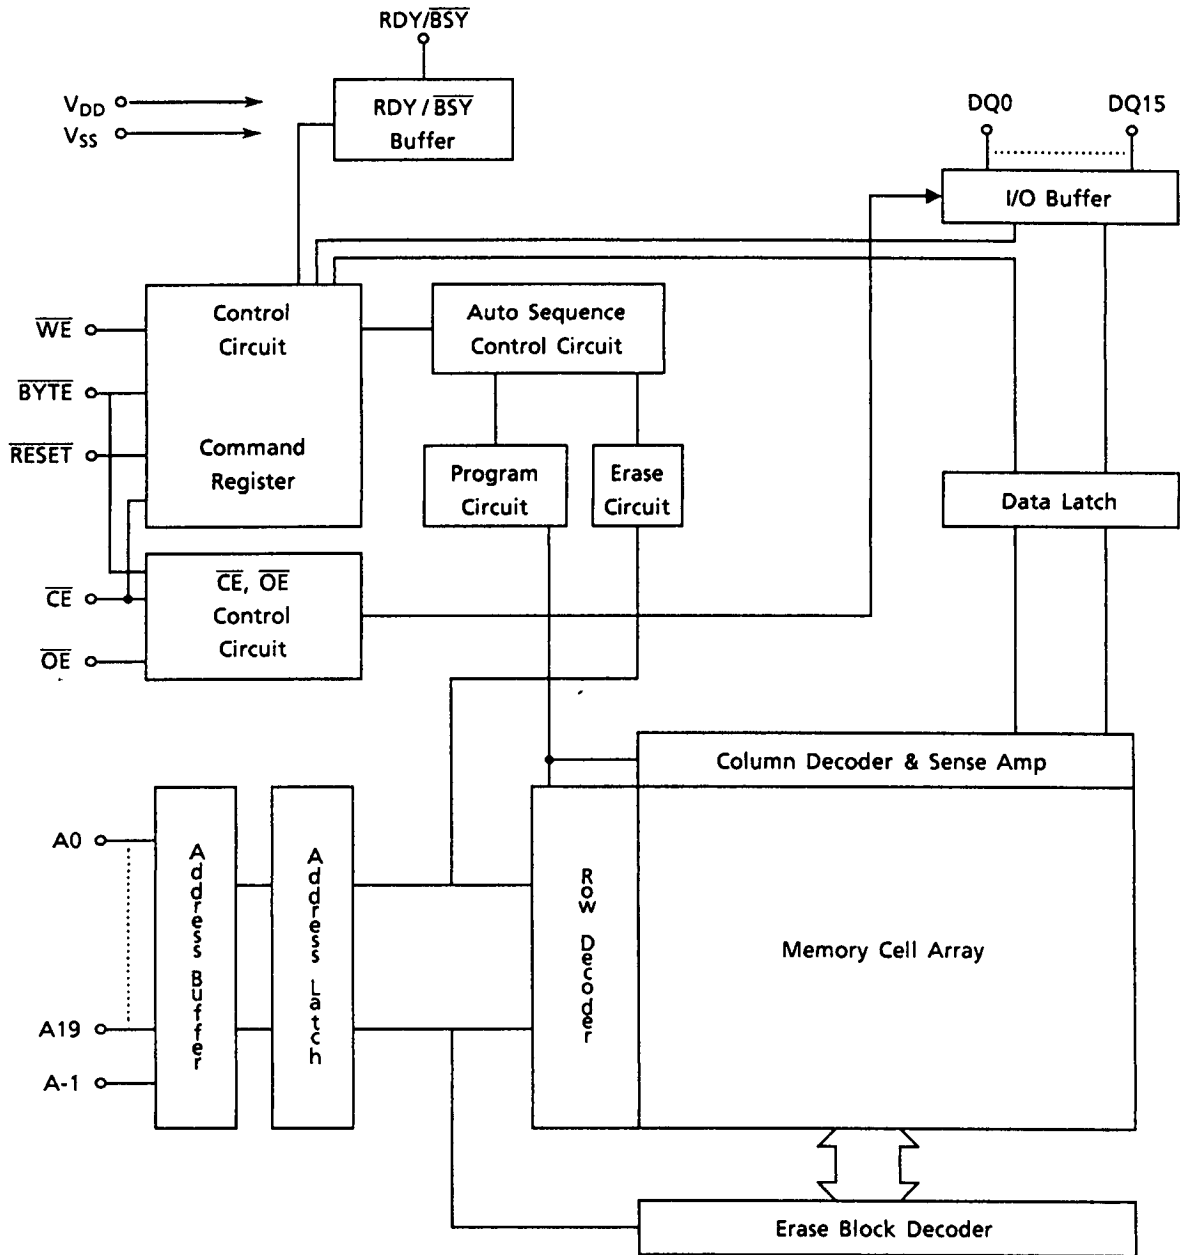 RDY/BSY
RDY / BSY
Buffer
VDD
VSS
DQ0
DQ15
I/O Buffer
WE
BYTE
RESET
CE
OE
Control
Circuit
Command
Register
Auto Sequence
Control Circuit
Program
Circuit
Erase
Circuit
Data Latch
CE, OE
Control
Circuit
Column Decoder & Sense Amp
A0
A19
A-1
Address Buffer
Address Latch
Row Decoder
Memory Cell Array
Erase Block Decoder